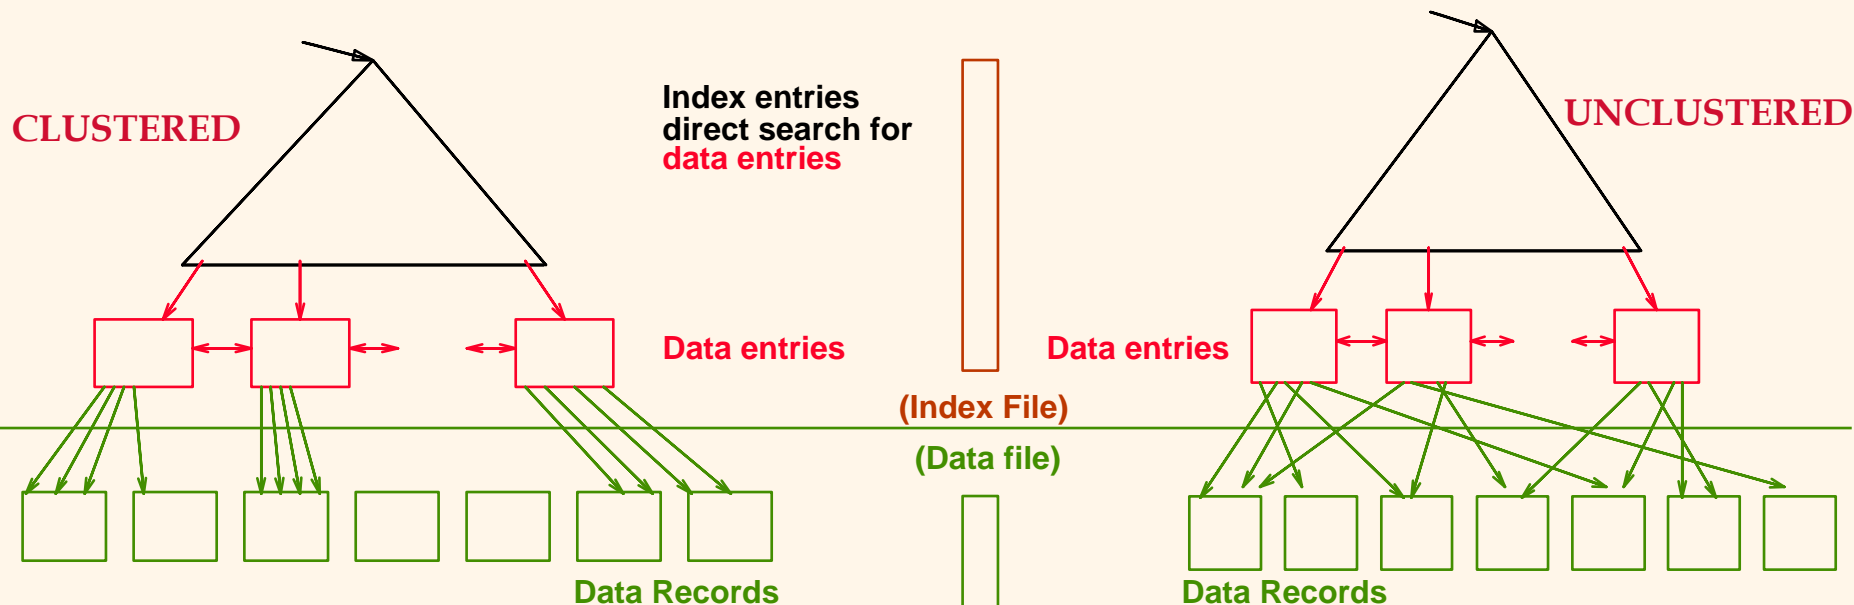 CLUSTERED
Index entries
direct search for
data entries
UNCLUSTERED
Data entries
Data entries
(Index File)
(Data file)
Data Records
Data Records